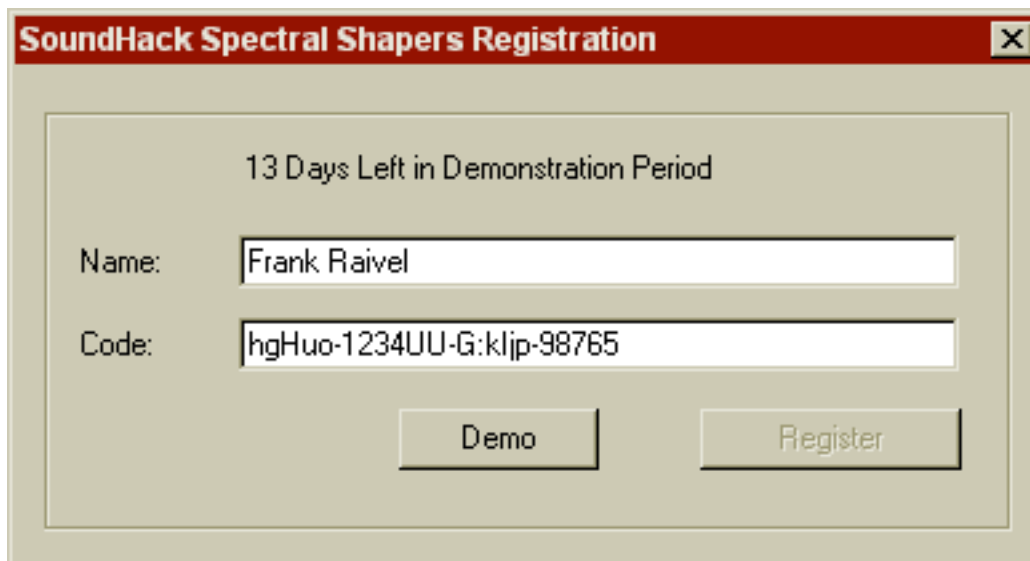 SoundHack Spectral Shapers Registration
13 Days Left in Demonstration Period
Name: Frank Raivel
Code: hgHuo-1234UU-G:kljp-98765
Demo Register